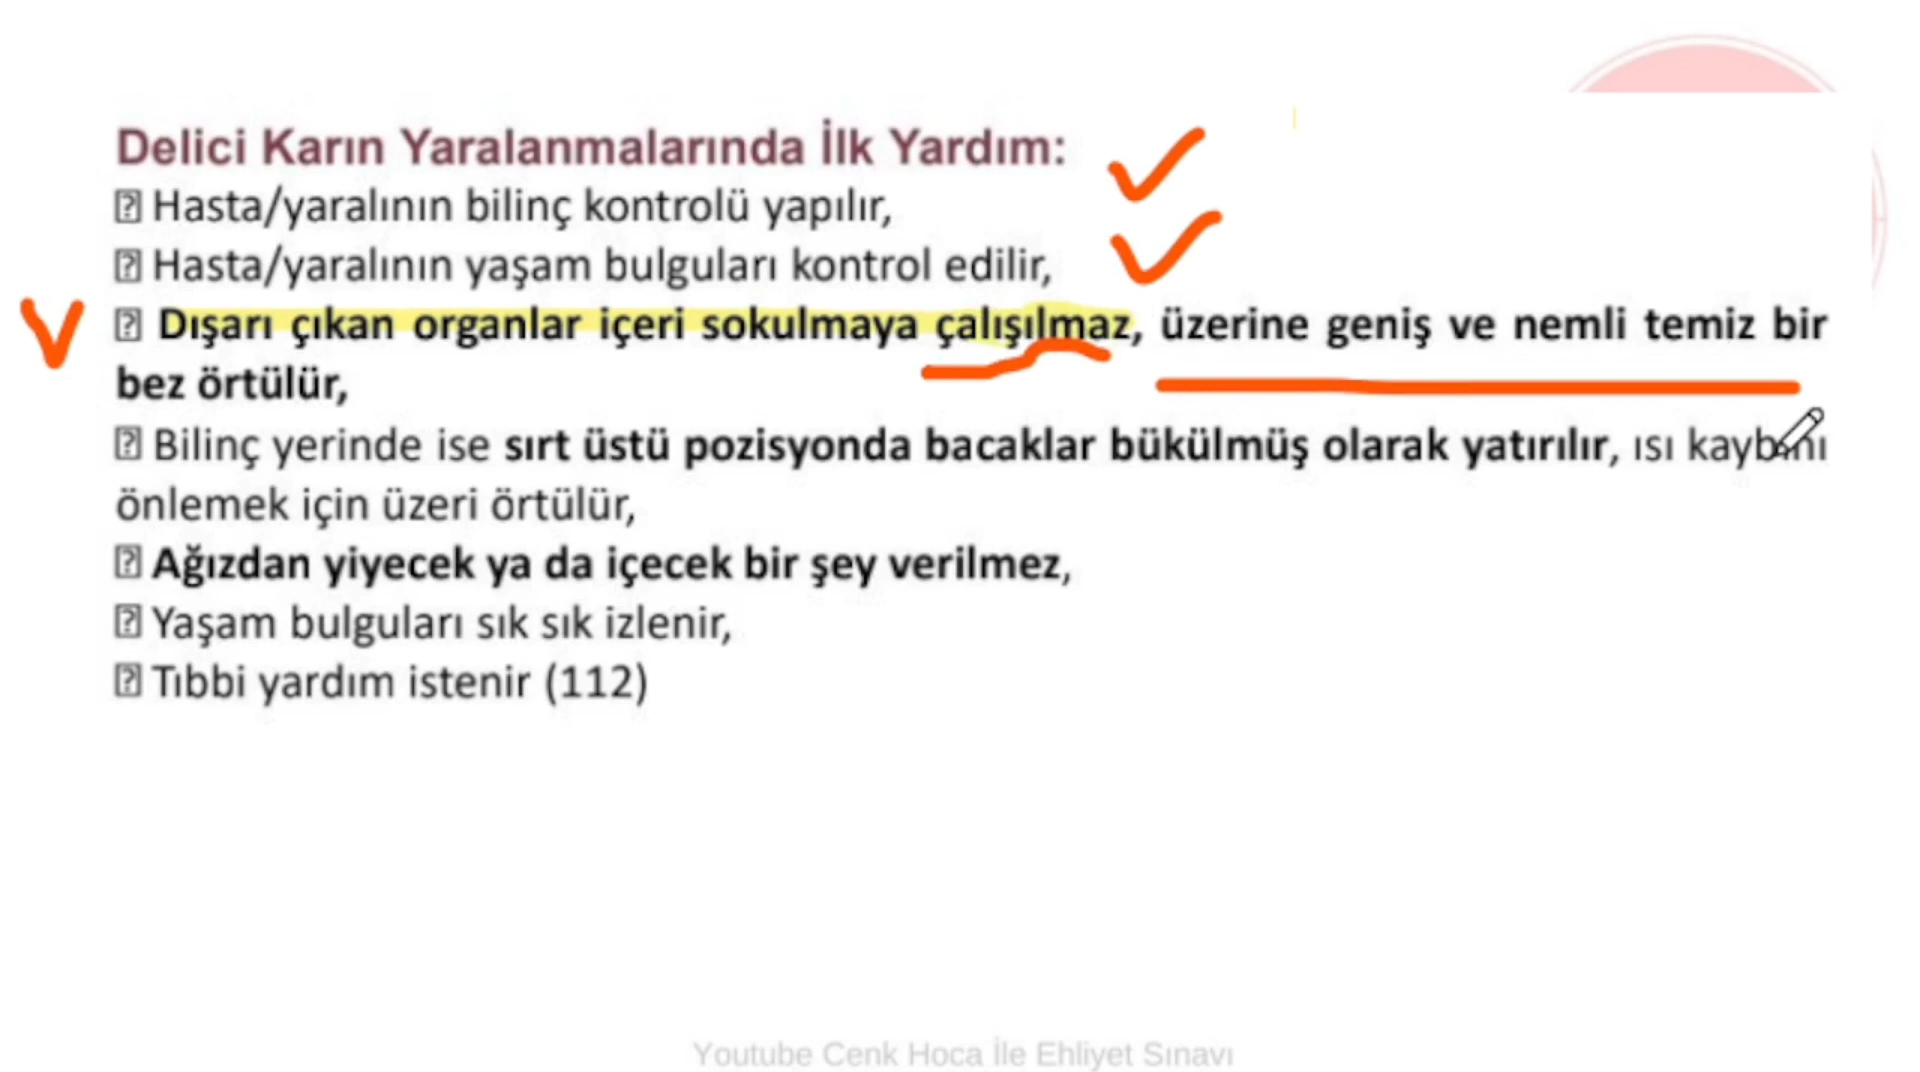 Delici Karın Yaralanmalarında İlk Yardım:
Hasta/yaralının bilinç kontrolü yapılır,
Hasta/yaralının yaşam bulguları kontrol edilir,
Dışarı çıkan organlar içeri sokulmaya çalışılmaz, üzerine geniş ve nemli temiz bir
bez örtülür,
Bilinç yerinde ise sırt üstü pozisyonda bacaklar bükülmüş olarak yatırılır, ısı kaybını
önlemek için üzeri örtülür,
Ağızdan yiyecek ya da içecek bir şey verilmez,
Yaşam bulguları sık sık izlenir,
Tıbbi yardım istenir (112)
Youtube Cenk Hoca İle Ehliyet Sınavı